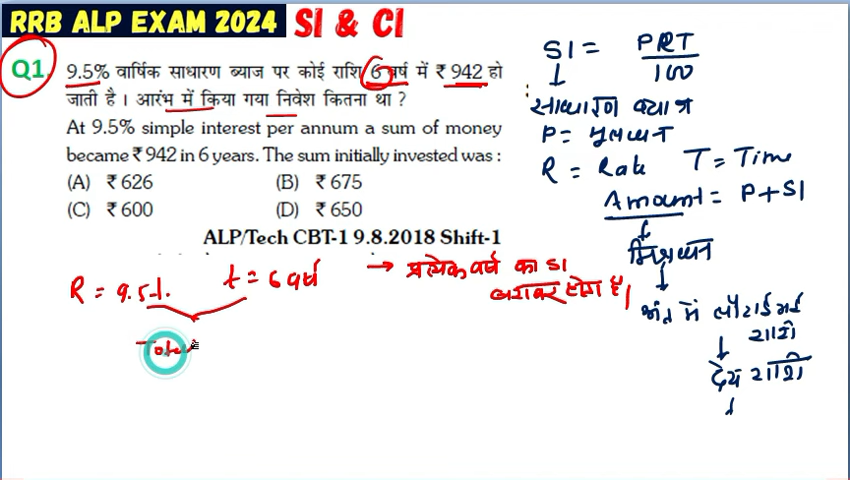 RRB ALP EXAM 2024 SI & CI
Q1. 9.5% वार्षिक साधारण ब्याज पर कोई राशि 6 वर्ष में ₹ 942 हो
जाती है । आरंभ में किया गया निवेश कितना था ?
At 9.5% simple interest per annum a sum of money
became ₹ 942 in 6 years. The sum initially invested was :
(A) ₹ 626 (B) ₹ 675
(C) ₹ 600 (D) ₹ 650
ALP/Tech CBT-1 9.8.2018 Shift-1
R = 9.5%. t = 6 वर्ष
→ प्रत्येक वर्ष का SI
बराबर होता है ।
SI = PRT
100
साधारण ब्याज
P = मूलधन
R = Rate T = Time
Amount = P + SI
मिश्रधन
अंत में लौटाई गई
राशि
देय राशि